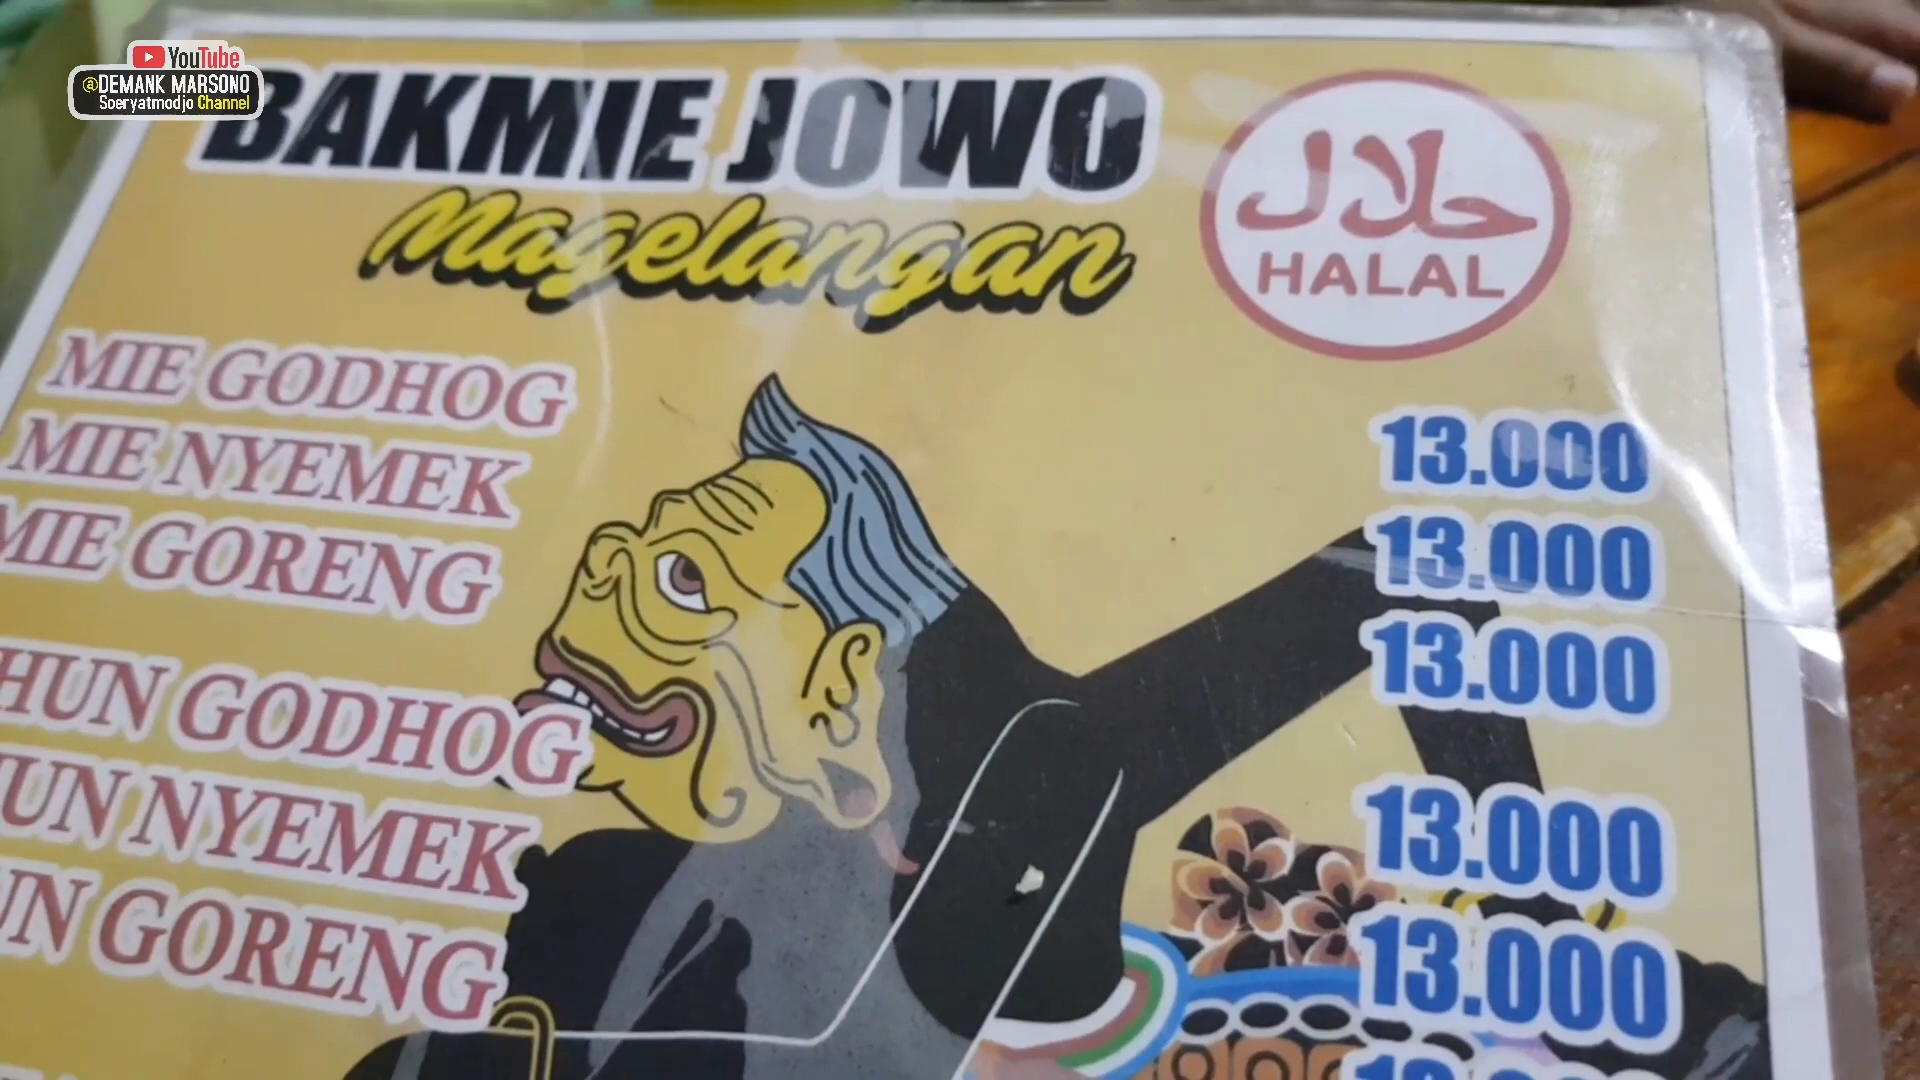 YouTube
@DEMANK MARSONO
Soeryatmodjo Channel
BAKMIE JOWO
Magelangan
حلال
HALAL
MIE GODHOG 13.000
MIE NYEMEK 13.000
MIE GORENG 13.000
HUN GODHOG 13.000
UN NYEMEK 13.000
UN GORENG